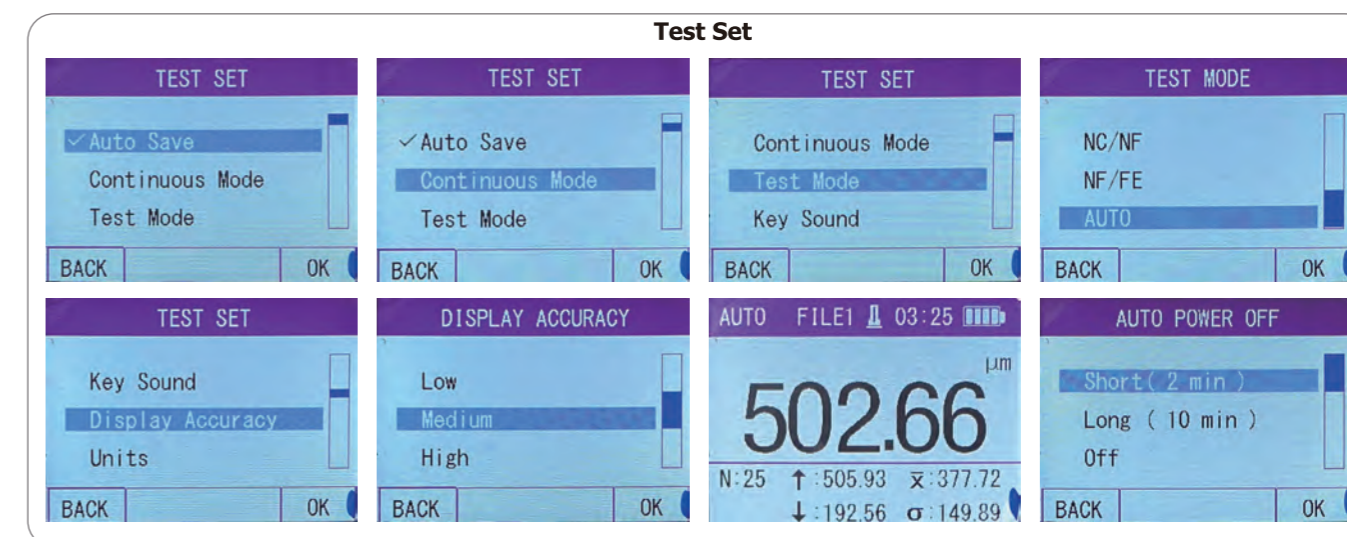 Test Set
TEST SET
✓Auto Save
Continuous Mode
Test Mode
BACK OK
TEST SET
✓Auto Save
Continuous Mode
Test Mode
BACK OK
TEST SET
Continuous Mode
Test Mode
Key Sound
BACK OK
TEST MODE
NC/NF
NF/FE
AUTO
BACK OK
TEST SET
Key Sound
Display Accuracy
Units
BACK OK
DISPLAY ACCURACY
Low
Medium
High
BACK OK
AUTO FILE1 03:25
μm
502.66
N:25 ↑:505.93 x̅:377.72
↓:192.56 σ:149.89
AUTO POWER OFF
Short( 2 min )
Long ( 10 min )
Off
BACK OK